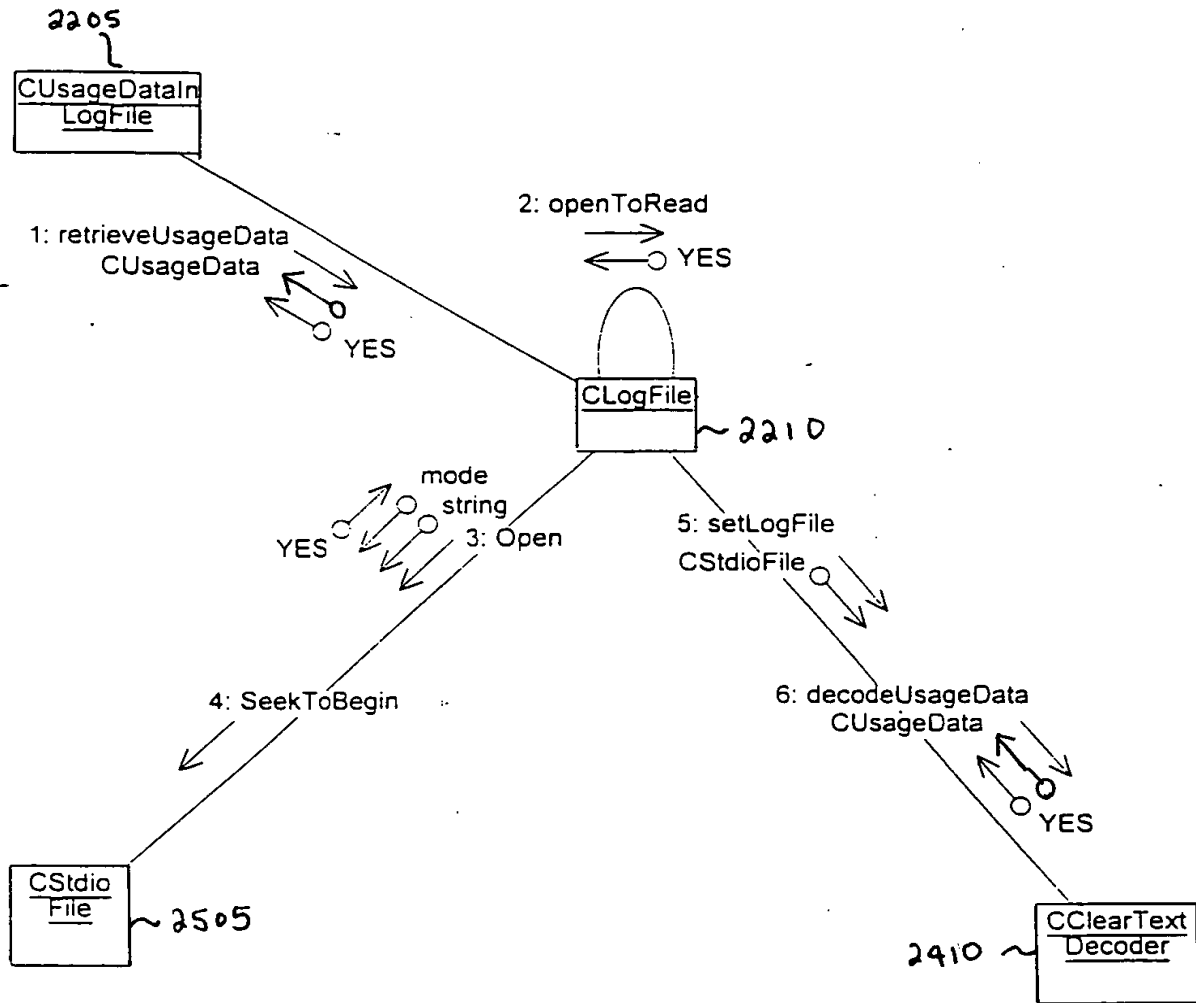 2205
CUsageDataIn
LogFile
2: openToRead
YES
1: retrieveUsageData
CUsageData
YES
CLogFile
2210
mode
string
YES
3: Open
5: setLogFile
CStdioFile
4: SeekToBegin
6: decodeUsageData
CUsageData
YES
CStdio
File
2505
CClearText
Decoder
2410